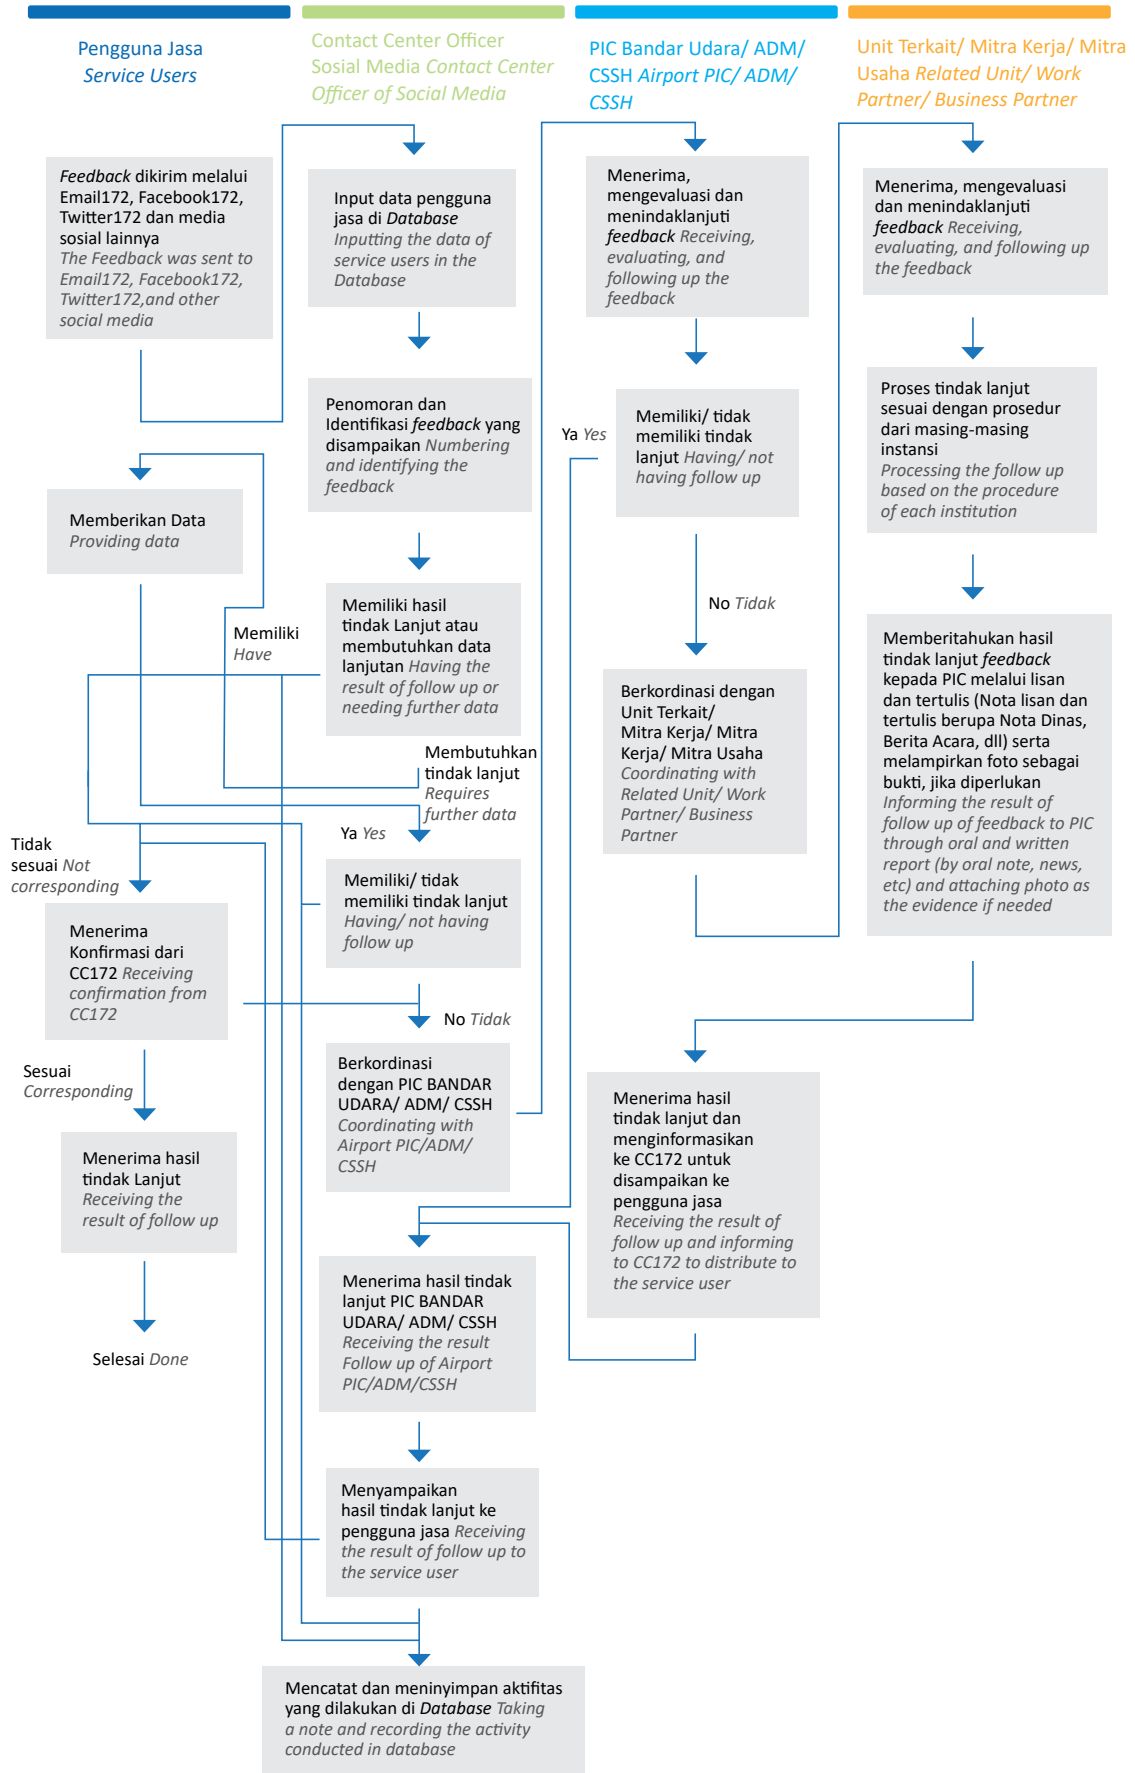 Pengguna Jasa
Service Users
Contact Center Officer
Sosial Media Contact Center
Officer of Social Media
PIC Bandar Udara/ ADM/
CSSH Airport PIC/ ADM/
CSSH
Unit Terkait/ Mitra Kerja/ Mitra
Usaha Related Unit/ Work
Partner/ Business Partner
Feedback dikirim melalui
Email172, Facebook172,
Twitter172 dan media
sosial lainnya
The Feedback was sent to
Email172, Facebook172,
Twitter172,and other
social media
Input data pengguna
jasa di Database
Inputting the data of
service users in the
Database
Menerima,
mengevaluasi dan
menindaklanjuti
feedback Receiving,
evaluating, and
following up the
feedback
Menerima, mengevaluasi
dan menindaklanjuti
feedback Receiving,
evaluating, and following up
the feedback
Penomoran dan
Identifikasi feedback yang
disampaikan Numbering
and identifying the
feedback
Ya Yes
Memiliki/ tidak
memiliki tindak
lanjut Having/ not
having follow up
Proses tindak lanjut
sesuai dengan prosedur
dari masing-masing
instansi
Processing the follow up
based on the procedure
of each institution
Memberikan Data
Providing data
Memiliki
Have
Memiliki hasil
tindak Lanjut atau
membutuhkan data
lanjutan Having the
result of follow up or
needing further data
No Tidak
Berkordinasi dengan
Unit Terkait/
Mitra Kerja/ Mitra
Kerja/ Mitra Usaha
Coordinating with
Related Unit/ Work
Partner/ Business
Partner
Memberitahukan hasil
tindak lanjut feedback
kepada PIC melalui lisan
dan tertulis (Nota lisan dan
tertulis berupa Nota Dinas,
Berita Acara, dll) serta
melampirkan foto sebagai
bukti, jika diperlukan
Informing the result of
follow up of feedback to PIC
through oral and written
report (by oral note, news,
etc) and attaching photo as
the evidence if needed
Membutuhkan
tindak lanjut
Requires
further data
Ya Yes
Tidak
sesuai Not
corresponding
Memiliki/ tidak
memiliki tindak lanjut
Having/ not having
follow up
Menerima
Konfirmasi dari
CC172 Receiving
confirmation from
CC172
No Tidak
Sesuai
Corresponding
Berkordinasi
dengan PIC BANDAR
UDARA/ ADM/ CSSH
Coordinating with
Airport PIC/ADM/
CSSH
Menerima hasil
tindak lanjut dan
menginformasikan
ke CC172 untuk
disampaikan ke
pengguna jasa
Receiving the result of
follow up and informing
to CC172 to distribute to
the service user
Menerima hasil
tindak Lanjut
Receiving the
result of follow up
Menerima hasil tindak
lanjut PIC BANDAR
UDARA/ ADM/ CSSH
Receiving the result
Follow up of Airport
PIC/ADM/CSSH
Selesai Done
Menyampaikan
hasil tindak lanjut ke
pengguna jasa Receiving
the result of follow up to
the service user
Mencatat dan meninyimpan aktifitas
yang dilakukan di Database Taking
a note and recording the activity
conducted in database